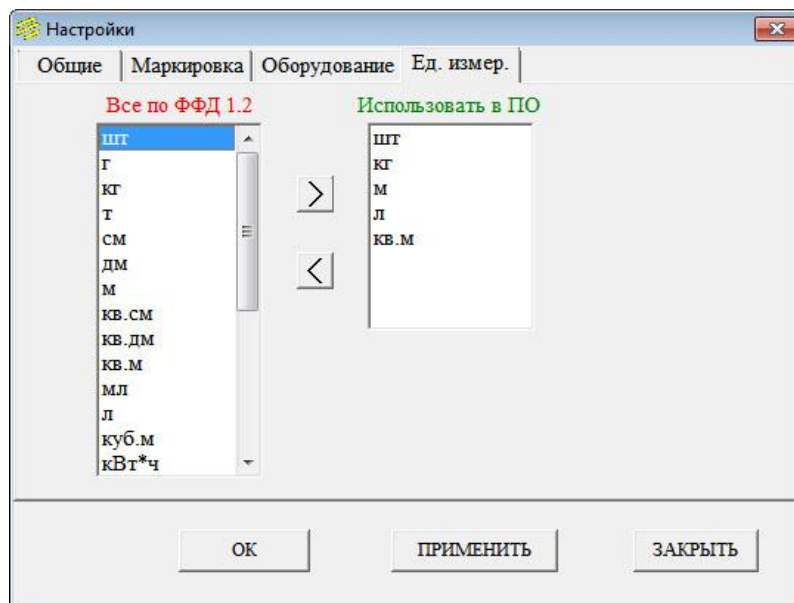 Настройки
Общие
Маркировка
Оборудование
Ед. измер.
Все по ФФД 1.2
шт
г
кг
т
см
дм
м
кв.см
кв.дм
кв.м
мл
л
куб.м
кВт*ч
>
<
Использовать в ПО
шт
кг
м
л
кв.м
ОК
ПРИМЕНИТЬ
ЗАКРЫТЬ